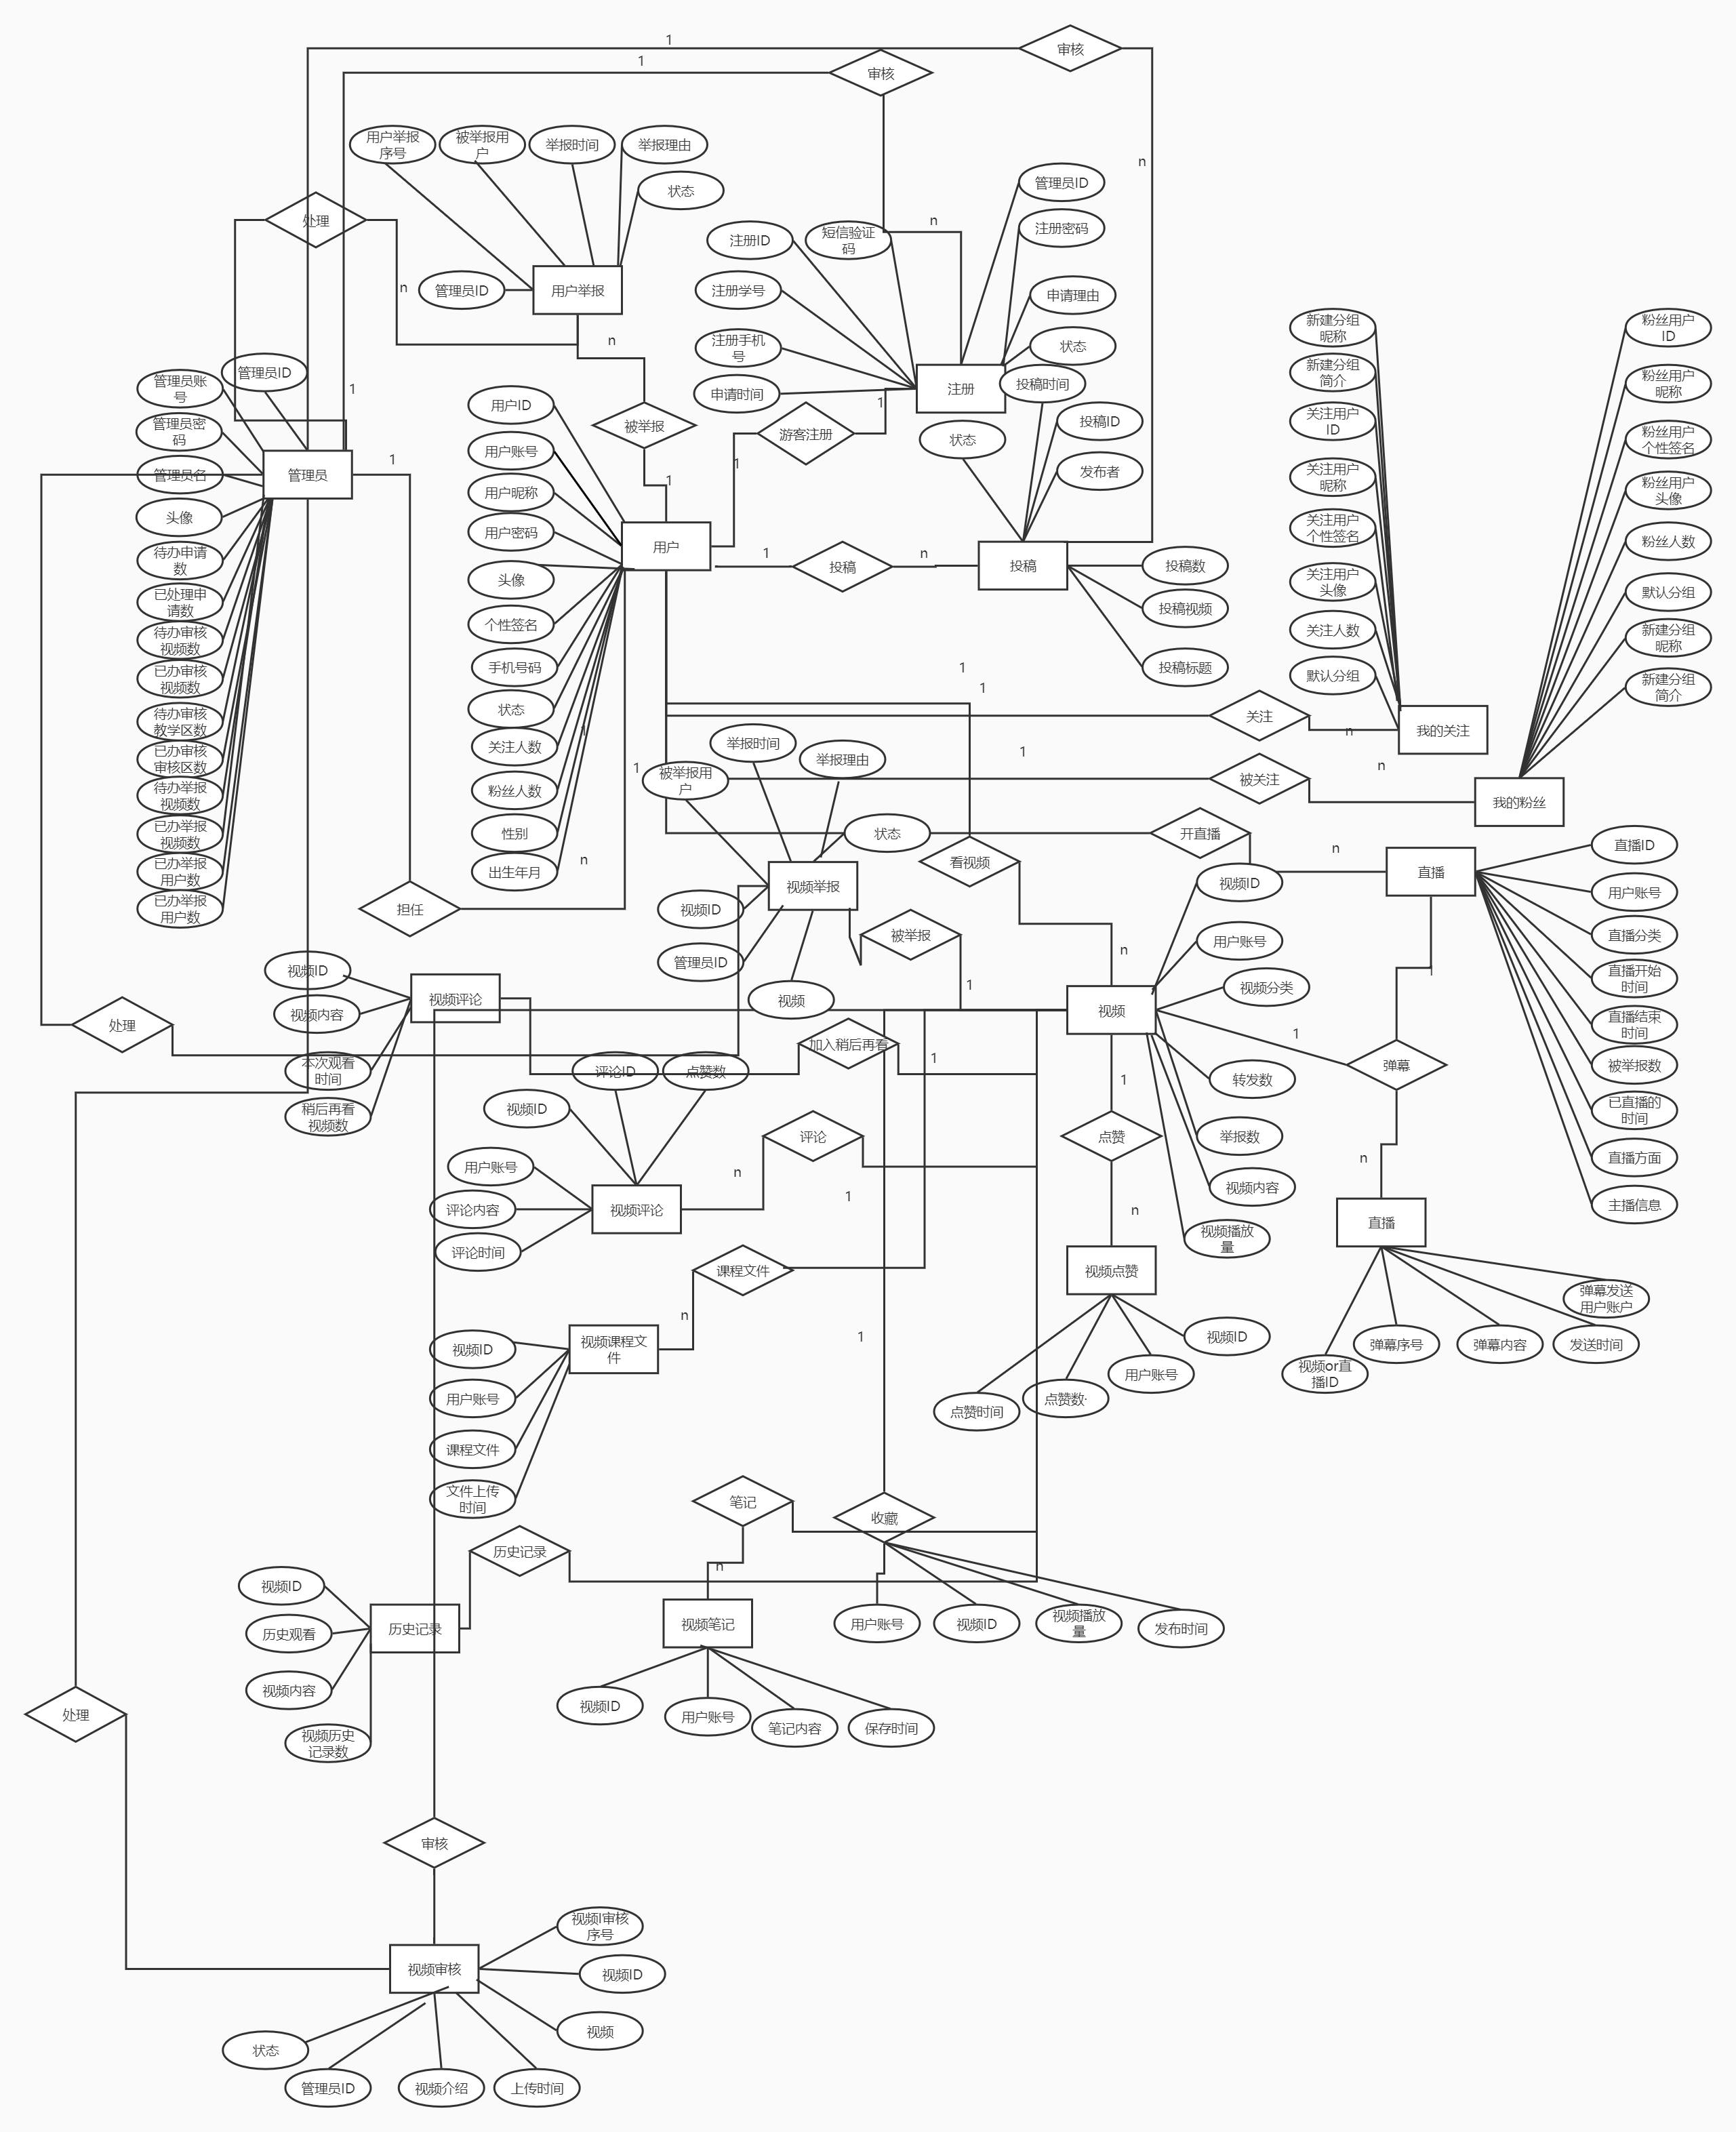 1
审核
1
审核
用户举报
序号
被举报用
户
举报时间
举报理由
状态
处理
n
管理员ID
用户举报
n
n
管理员ID
注册密码
注册ID
短信验证
码
n
注册学号
申请理由
注册手机
号
状态
申请时间
注册
投稿时间
1
游客注册
1
状态
投稿ID
发布者
新建分组
昵称
新建分组
简介
关注用户
ID
关注用户
昵称
关注用户
个性签名
关注用户
头像
关注人数
默认分组
粉丝用户
ID
粉丝用户
昵称
粉丝用户
个性签名
粉丝用户
头像
粉丝人数
默认分组
新建分组
昵称
新建分组
简介
管理员ID
1
管理员账
号
管理员密
码
管理员名
管理员
1
头像
待办申请
数
已处理申
请数
待办审核
视频数
已办审核
视频数
待办审核
教学区数
已办审核
审核区数
待办举报
视频数
已办举报
视频数
已办举报
用户数
已办举报
用户数
用户ID
被举报
用户账号
1
用户昵称
用户密码
用户
头像
个性签名
手机号码
状态
关注人数
1
粉丝人数
性别
出生年月
n
担任
1
投稿
n
投稿
投稿数
投稿视频
投稿标题
1
1
关注
n
我的关注
1
1
被关注
n
我的粉丝
举报时间
举报理由
被举报用
户
状态
视频举报
视频ID
管理员ID
视频
被举报
1
看视频
n
开直播
n
直播
直播ID
用户账号
直播分类
直播开始
时间
直播结束
时间
被举报数
已直播的
时间
直播方面
主播信息
视频ID
用户账号
视频分类
视频
1
弹幕
转发数
举报数
视频内容
视频播放
量
1
点赞
n
视频点赞
视频ID
用户账号
点赞数·
点赞时间
n
直播
弹幕发送
用户账户
发送时间
弹幕内容
弹幕序号
视频or直
播ID
视频ID
视频内容
本次观看
时间
稍后再看
视频数
视频评论
处理
加入稍后再看
1
评论ID
点赞数
视频ID
用户账号
评论内容
评论时间
视频评论
n
评论
1
课程文件
n
视频课程文
件
视频ID
用户账号
课程文件
文件上传
时间
1
笔记
n
收藏
用户账号
视频ID
视频播放
量
发布时间
历史记录
视频ID
历史观看
历史记录
视频内容
视频历史
记录数
视频笔记
视频ID
用户账号
笔记内容
保存时间
处理
审核
视频I审核
序号
视频审核
视频ID
视频
状态
管理员ID
视频介绍
上传时间